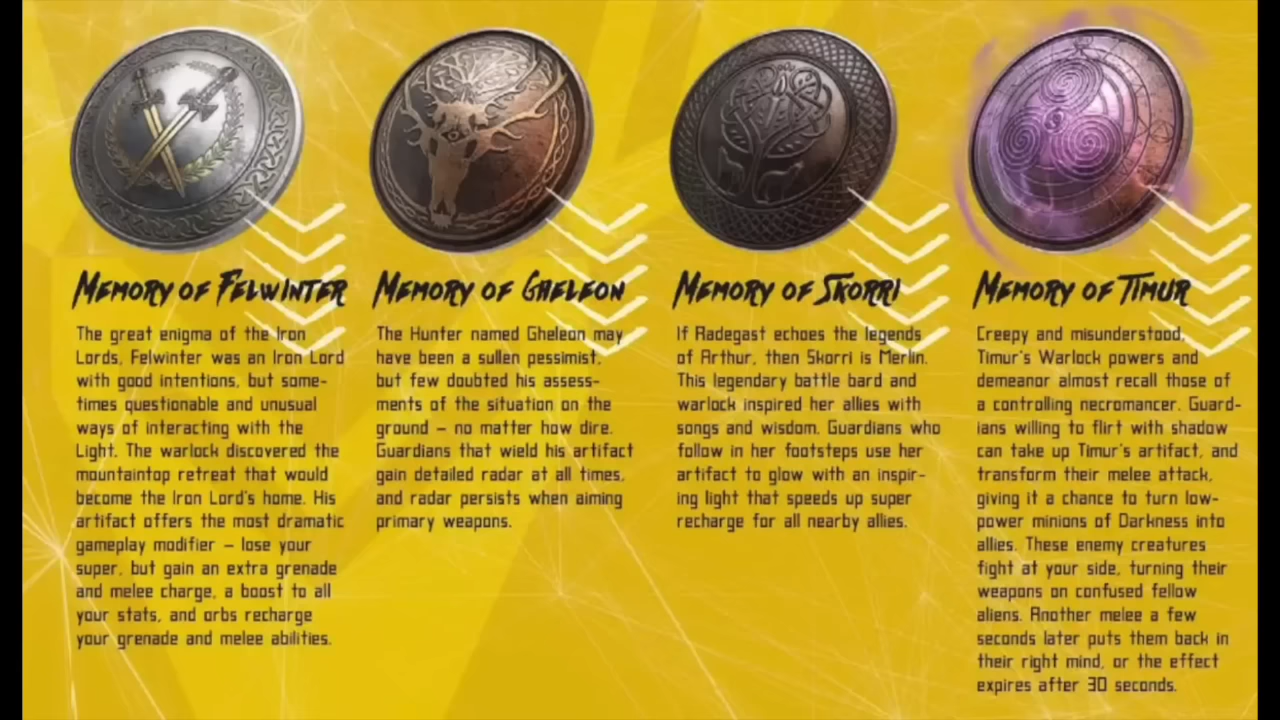 MEMORY OF FELWINTER
The great enigma of the Iron
Lords, Felwinter was an Iron Lord
with good intentions, but some-
times questionable and unusual
ways of interacting with the
Light. The warlock discovered the
mountaintop retreat that would
become the Iron Lord's home. His
artifact offers the most dramatic
gameplay modifier – lose your
super, but gain an extra grenade
and melee charge, a boost to all
your stats, and orbs recharge
your grenade and melee abilities.
MEMORY OF GHELEON
The Hunter named Gheleon may
have been a sullen pessimist,
but few doubted his assess-
ments of the situation on the
ground – no matter how dire.
Guardians that wield his artifact
gain detailed radar at all times,
and radar persists when aiming
primary weapons.
MEMORY OF SKORRI
If Radegast echoes the legends
of Arthur, then Skorri is Merlin.
This legendary battle bard and
warlock inspired her allies with
songs and wisdom. Guardians who
follow in her footsteps use her
artifact to glow with an inspir-
ing light that speeds up super
recharge for all nearby allies.
MEMORY OF TIMUR
Creepy and misunderstood,
Timur's Warlock powers and
demeanor almost recall those of
a controlling necromancer. Guard-
ians willing to flirt with shadow
can take up Timur's artifact, and
transform their melee attack,
giving it a chance to turn low-
power minions of Darkness into
allies. These enemy creatures
fight at your side, turning their
weapons on confused fellow
aliens. Another melee a few
seconds later puts them back in
their right mind, or the effect
expires after 30 seconds.